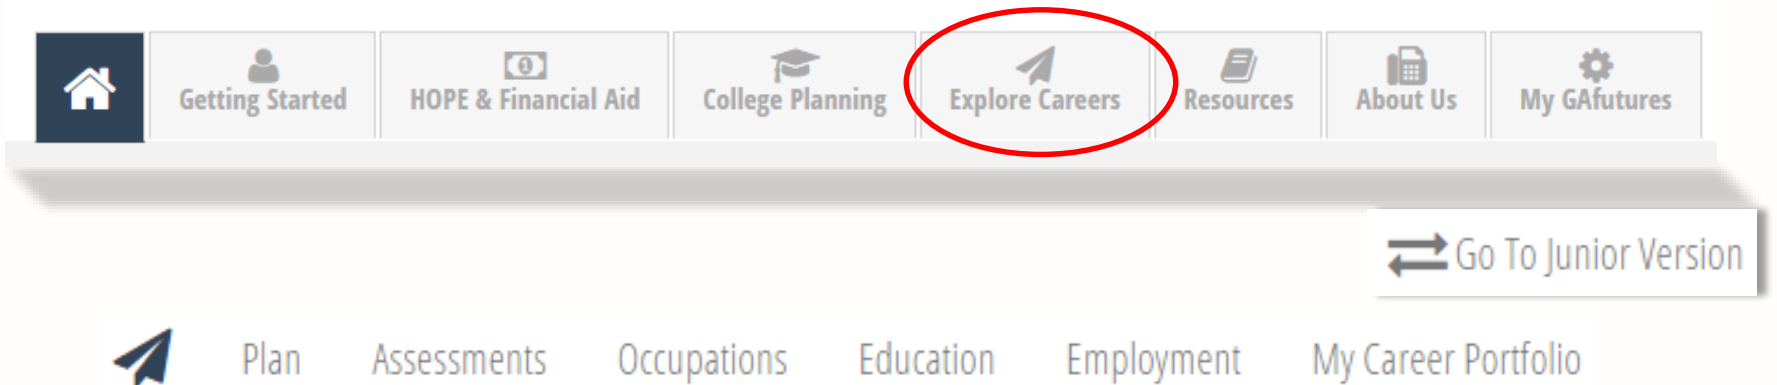 Getting Started HOPE & Financial Aid College Planning Explore Careers Resources About Us My GAfutures
Go To Junior Version
Plan Assessments Occupations Education Employment My Career Portfolio